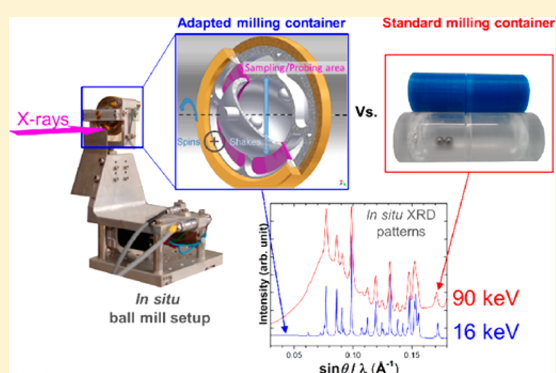 Adapted milling container
Standard milling container
Sampling/Probing area
X-rays
Spins
Shakes
Vs.
In situ
ball mill setup
In situ XRD
patterns
Intensity (arb. unit)
90 keV
16 keV
0.05
0.10
0.15
sinθ / λ (Å⁻¹)